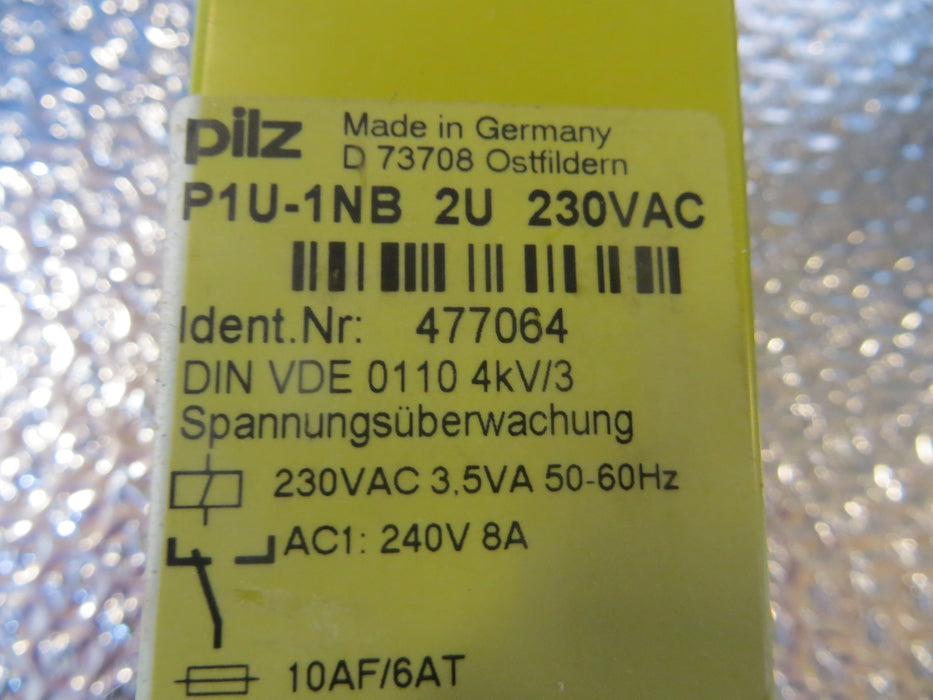 pilz Made in Germany
D 73708 Ostfildern
P1U-1NB 2U 230VAC
Ident.Nr: 477064
DIN VDE 0110 4kV/3
Spannungsüberwachung
230VAC 3,5VA 50-60Hz
AC1: 240V 8A
10AF/6AT